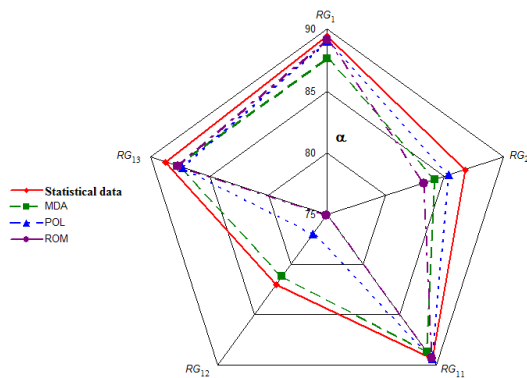 RG1
90
85
RG13
RG2
α
80
Statistical data
MDA
POL
ROM
75
RG12
RG11